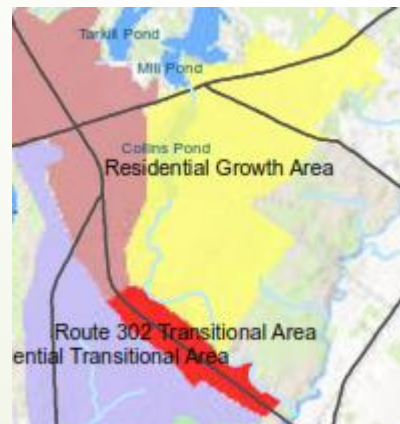 Tarkill Pond
Mill Pond
Collins Pond
Residential Growth Area
Route 302 Transitional Area
ential Transitional Area